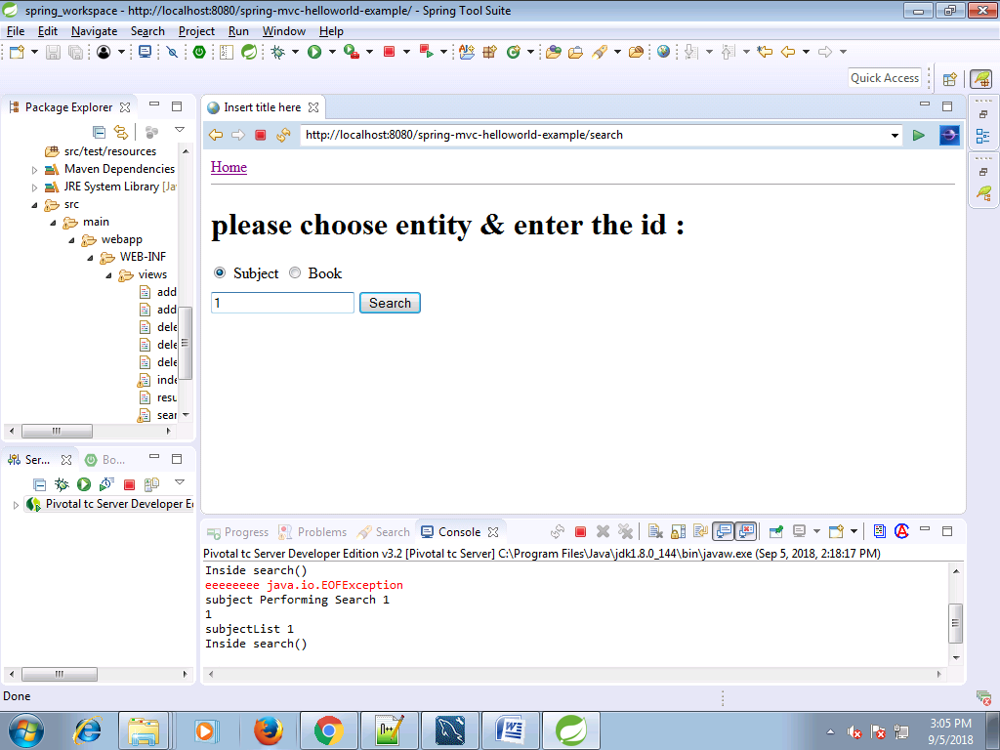 spring_workspace - http://localhost:8080/spring-mvc-helloworld-example/ - Spring Tool Suite
File Edit Navigate Search Project Run Window Help
Quick Access
Package Explorer
src/test/resources
Maven Dependencies
JRE System Library [Ja
src
main
webapp
WEB-INF
views
add
add
dele
dele
dele
inde
resu
sear
Ser...
Bo...
Pivotal tc Server Developer E
Insert title here
http://localhost:8080/spring-mvc-helloworld-example/search
Home
please choose entity & enter the id :
Subject Book
1 Search
Progress Problems Search Console
Pivotal tc Server Developer Edition v3.2 [Pivotal tc Server] C:\Program Files\Java\jdk1.8.0_144\bin\javaw.exe (Sep 5, 2018, 2:18:17 PM)
Inside search()
eeeeeeee java.io.EOFException
subject Performing Search 1
1
subjectList 1
Inside search()
Done
3:05 PM
9/5/2018